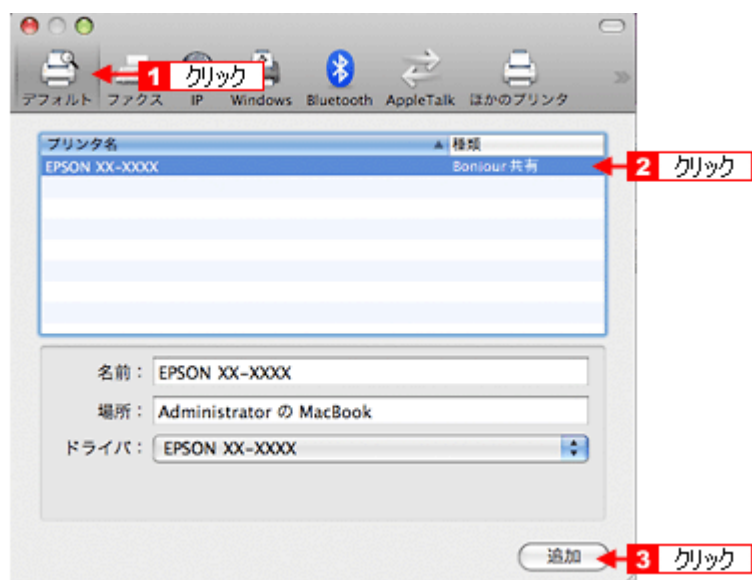 デフォルト ファクス IP Windows Bluetooth AppleTalk ほかのプリンタ
1 クリック
プリンタ名 種類
EPSON XX-XXXX Bonjour 共有
2 クリック
名前： EPSON XX-XXXX
場所： Administrator の MacBook
ドライバ： EPSON XX-XXXX
追加
3 クリック